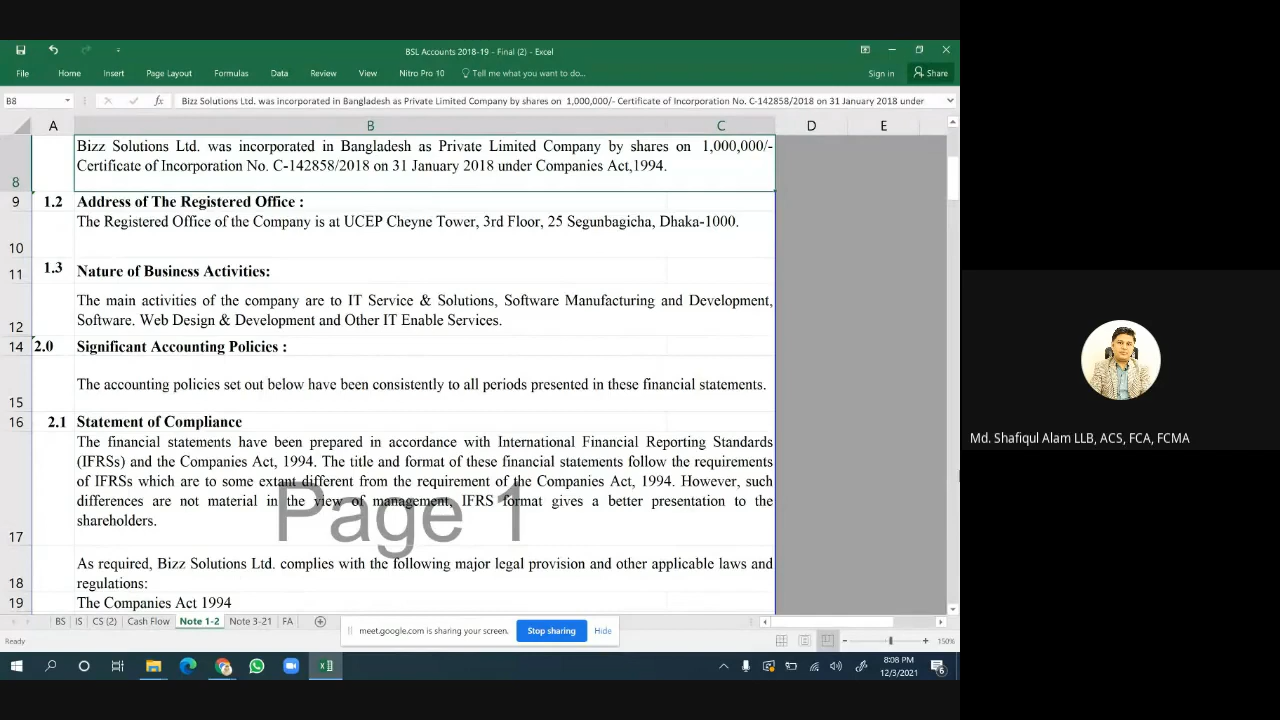 BSL Accounts 2018-19 - Final (2) - Excel
File Home Insert Page Layout Formulas Data Review View Nitro Pro 10 Tell me what you want to do... Sign in Share
B8 fx Bizz Solutions Ltd. was incorporated in Bangladesh as Private Limited Company by shares on 1,000,000/- Certificate of Incorporation No. C-142858/2018 on 31 January 2018 under
A B C D E
Bizz Solutions Ltd. was incorporated in Bangladesh as Private Limited Company by shares on 1,000,000/-
Certificate of Incorporation No. C-142858/2018 on 31 January 2018 under Companies Act,1994.
8
9 1.2 Address of The Registered Office :
The Registered Office of the Company is at UCEP Cheyne Tower, 3rd Floor, 25 Segunbagicha, Dhaka-1000.
10
11 1.3 Nature of Business Activities:
The main activities of the company are to IT Service & Solutions, Software Manufacturing and Development,
12 Software. Web Design & Development and Other IT Enable Services.
14 2.0 Significant Accounting Policies :
The accounting policies set out below have been consistently to all periods presented in these financial statements.
15
16 2.1 Statement of Compliance
The financial statements have been prepared in accordance with International Financial Reporting Standards
(IFRSs) and the Companies Act, 1994. The title and format of these financial statements follow the requirements
of IFRSs which are to some extant different from the requirement of the Companies Act, 1994. However, such
differences are not material in the view of management. IFRS format gives a better presentation to the
shareholders.
Page 1
17
As required, Bizz Solutions Ltd. complies with the following major legal provision and other applicable laws and
18 regulations:
19 The Companies Act 1994
BS IS CS (2) Cash Flow Note 1-2 Note 3-21 FA
meet.google.com is sharing your screen. Stop sharing Hide
Ready 150%
8:08 PM
12/3/2021
6
Md. Shafiqul Alam LLB, ACS, FCA, FCMA